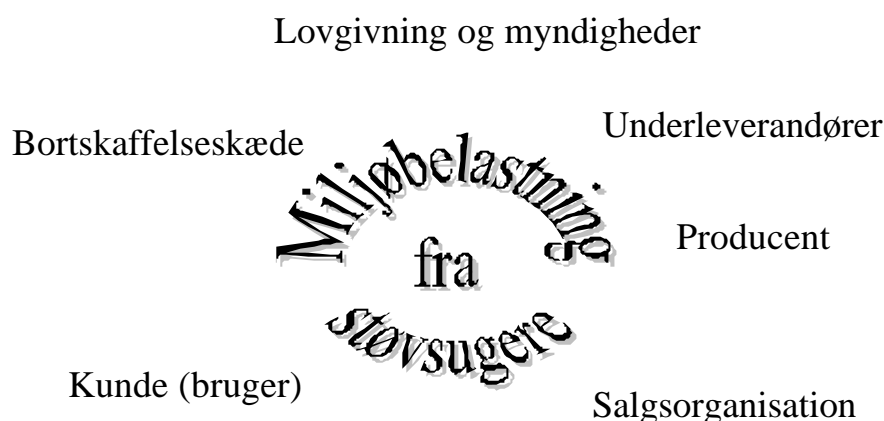 Lovgivning og myndigheder
Underleverandører
Bortskaffelseskæde
Miljøbelastning
fra
støvsugere
Producent
Kunde (bruger)
Salgsorganisation